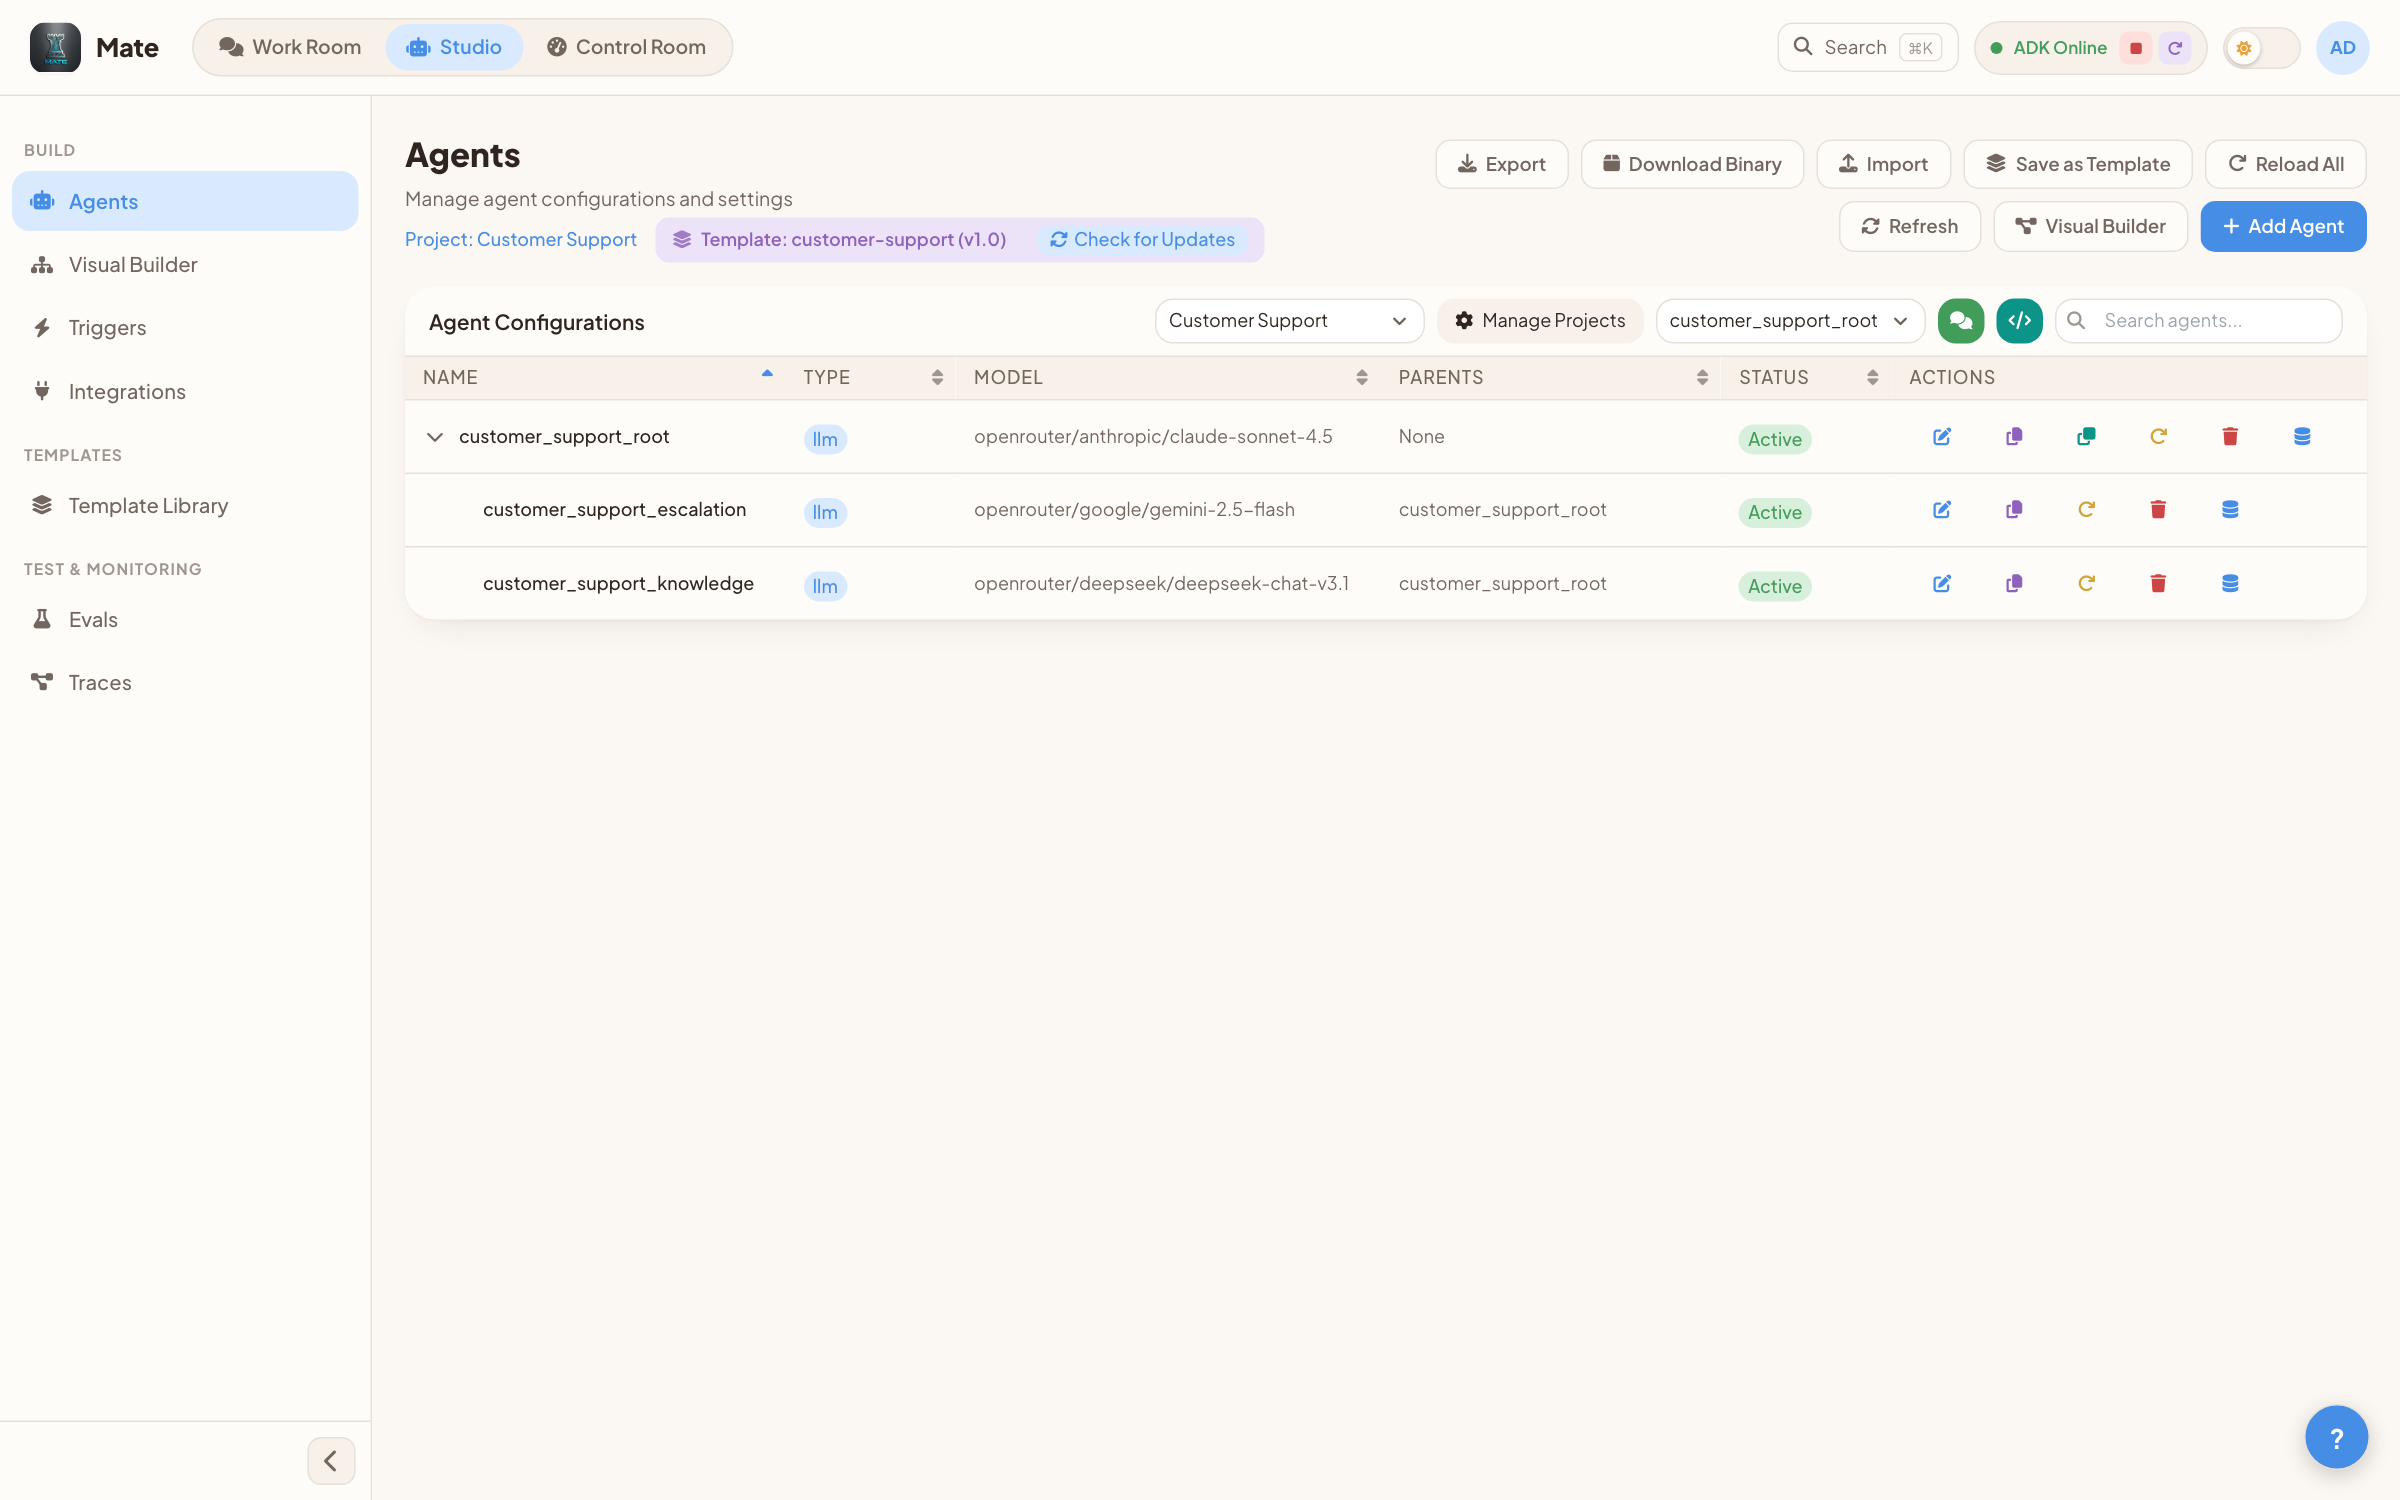 Mate
Work Room
Studio
Control Room
Search ⌘K
ADK Online
AD
BUILD
Agents
Visual Builder
Triggers
Integrations
TEMPLATES
Template Library
TEST & MONITORING
Evals
Traces
Agents
Manage agent configurations and settings
Project: Customer Support
Template: customer-support (v1.0)
Check for Updates
Export
Download Binary
Import
Save as Template
Reload All
Refresh
Visual Builder
+ Add Agent
Agent Configurations
Customer Support
Manage Projects
customer_support_root
</>
Search agents...
NAME TYPE MODEL PARENTS STATUS ACTIONS
customer_support_root llm openrouter/anthropic/claude-sonnet-4.5 None Active
customer_support_escalation llm openrouter/google/gemini-2.5-flash customer_support_root Active
customer_support_knowledge llm openrouter/deepseek/deepseek-chat-v3.1 customer_support_root Active
?